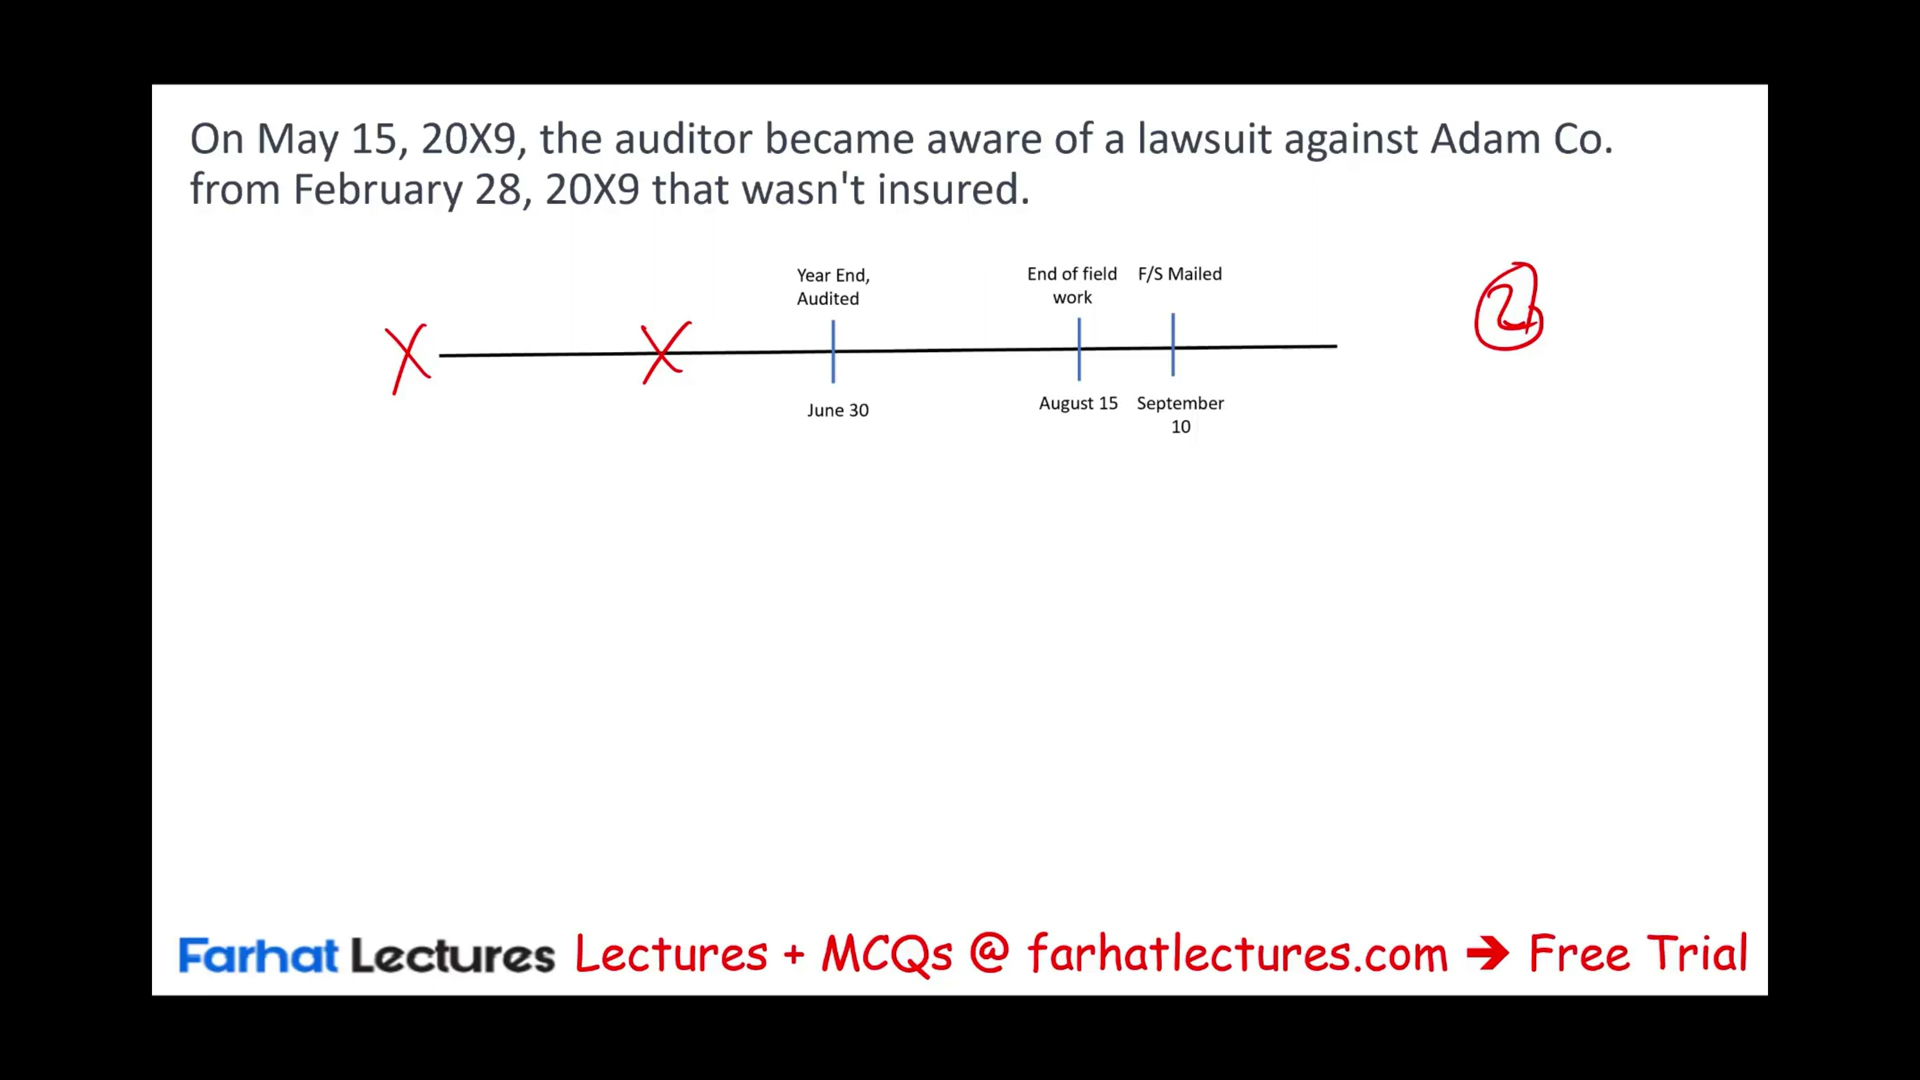 On May 15, 20X9, the auditor became aware of a lawsuit against Adam Co.
from February 28, 20X9 that wasn't insured.
Year End,
Audited
End of field
work
F/S Mailed
X
X
2
June 30
August 15
September
10
Farhat Lectures Lectures + MCQs @ farhatlectures.com ➔ Free Trial